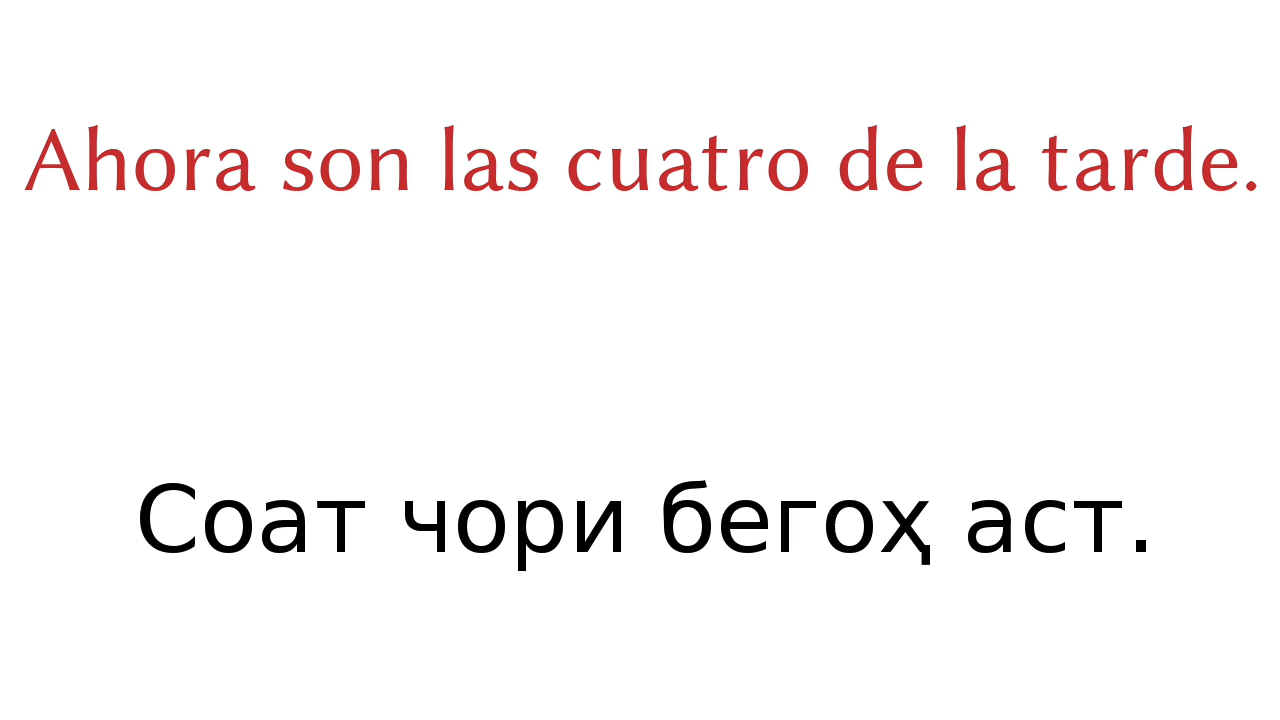 Ahora son las cuatro de la tarde.
Соат чори бегоҳ аст.